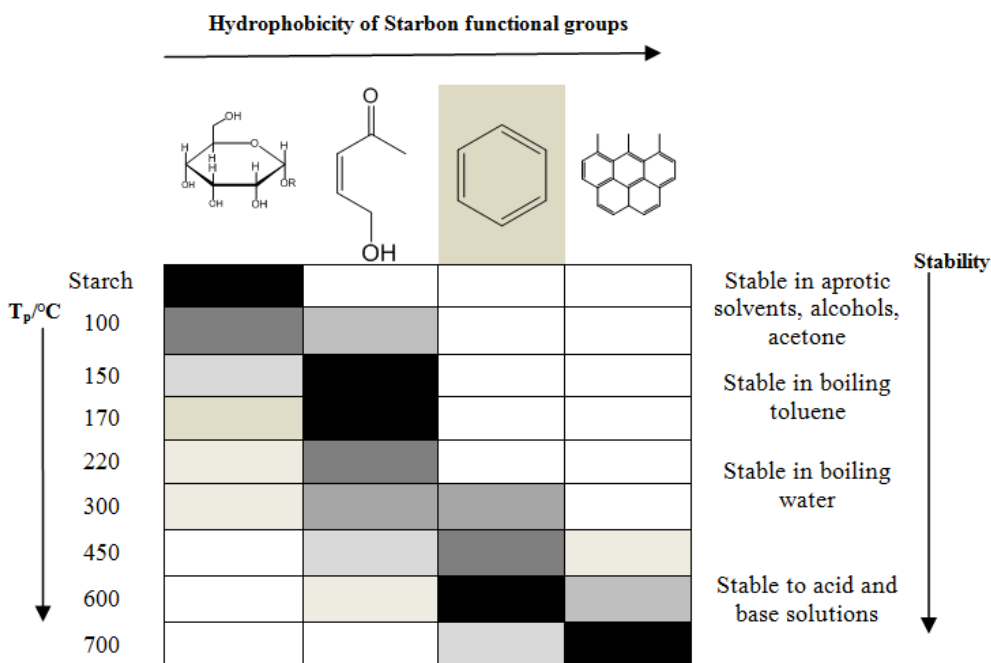 Hydrophobicity of Starbon functional groups
OH
H
O
H
H
OH
H
H
OR
OH
OH
O
OH
Stability
Starch
Tp/°C
100
150
170
220
300
450
600
700
Stable in aprotic
solvents, alcohols,
acetone
Stable in boiling
toluene
Stable in boiling
water
Stable to acid and
base solutions